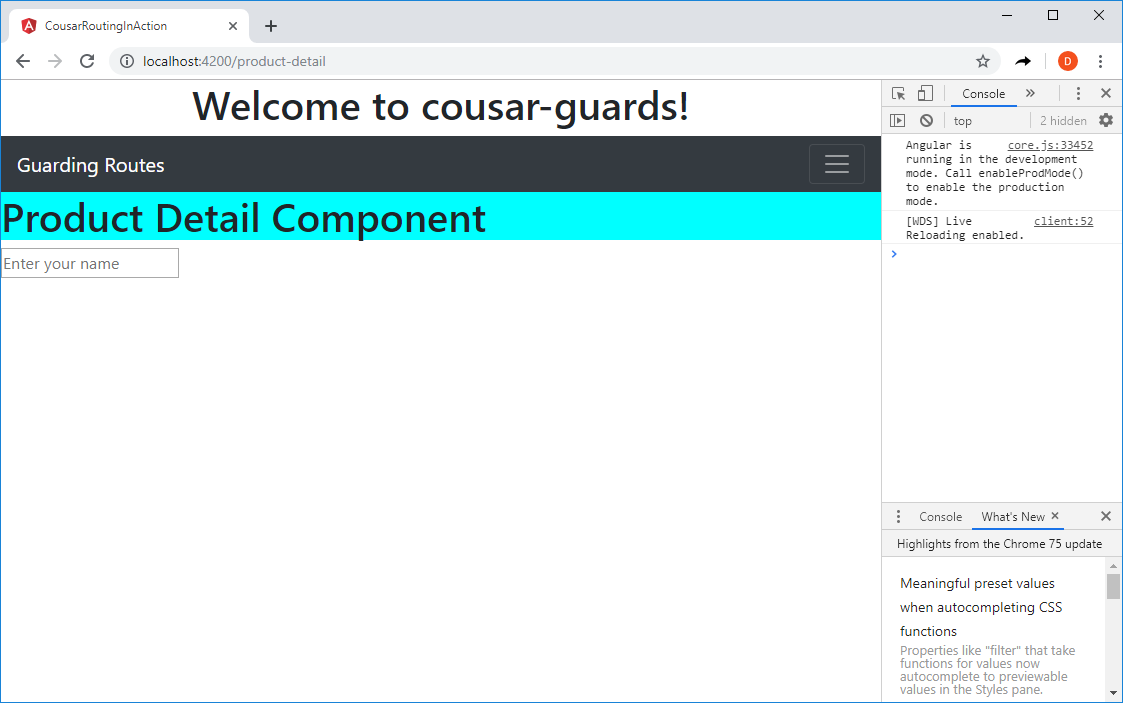 CousarRoutingInAction
localhost:4200/product-detail
D
Welcome to cousar-guards!
Guarding Routes
Product Detail Component
Enter your name
Console
top
2 hidden
Angular is core.js:33452
running in the development
mode. Call enableProdMode()
to enable the production
mode.
[WDS] Live client:52
Reloading enabled.
Console
What's New
Highlights from the Chrome 75 update
Meaningful preset values
when autocompleting CSS
functions
Properties like "filter" that take
functions for values now
autocomplete to previewable
values in the Styles pane.